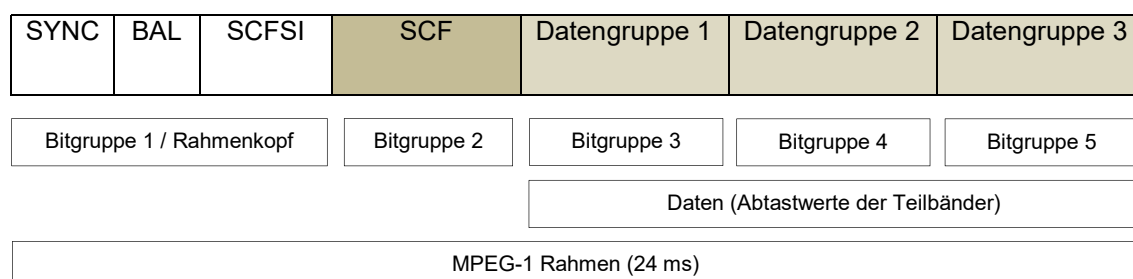 SYNC BAL SCFSI SCF Datengruppe 1 Datengruppe 2 Datengruppe 3
Bitgruppe 1 / Rahmenkopf Bitgruppe 2 Bitgruppe 3 Bitgruppe 4 Bitgruppe 5
Daten (Abtastwerte der Teilbänder)
MPEG-1 Rahmen (24 ms)